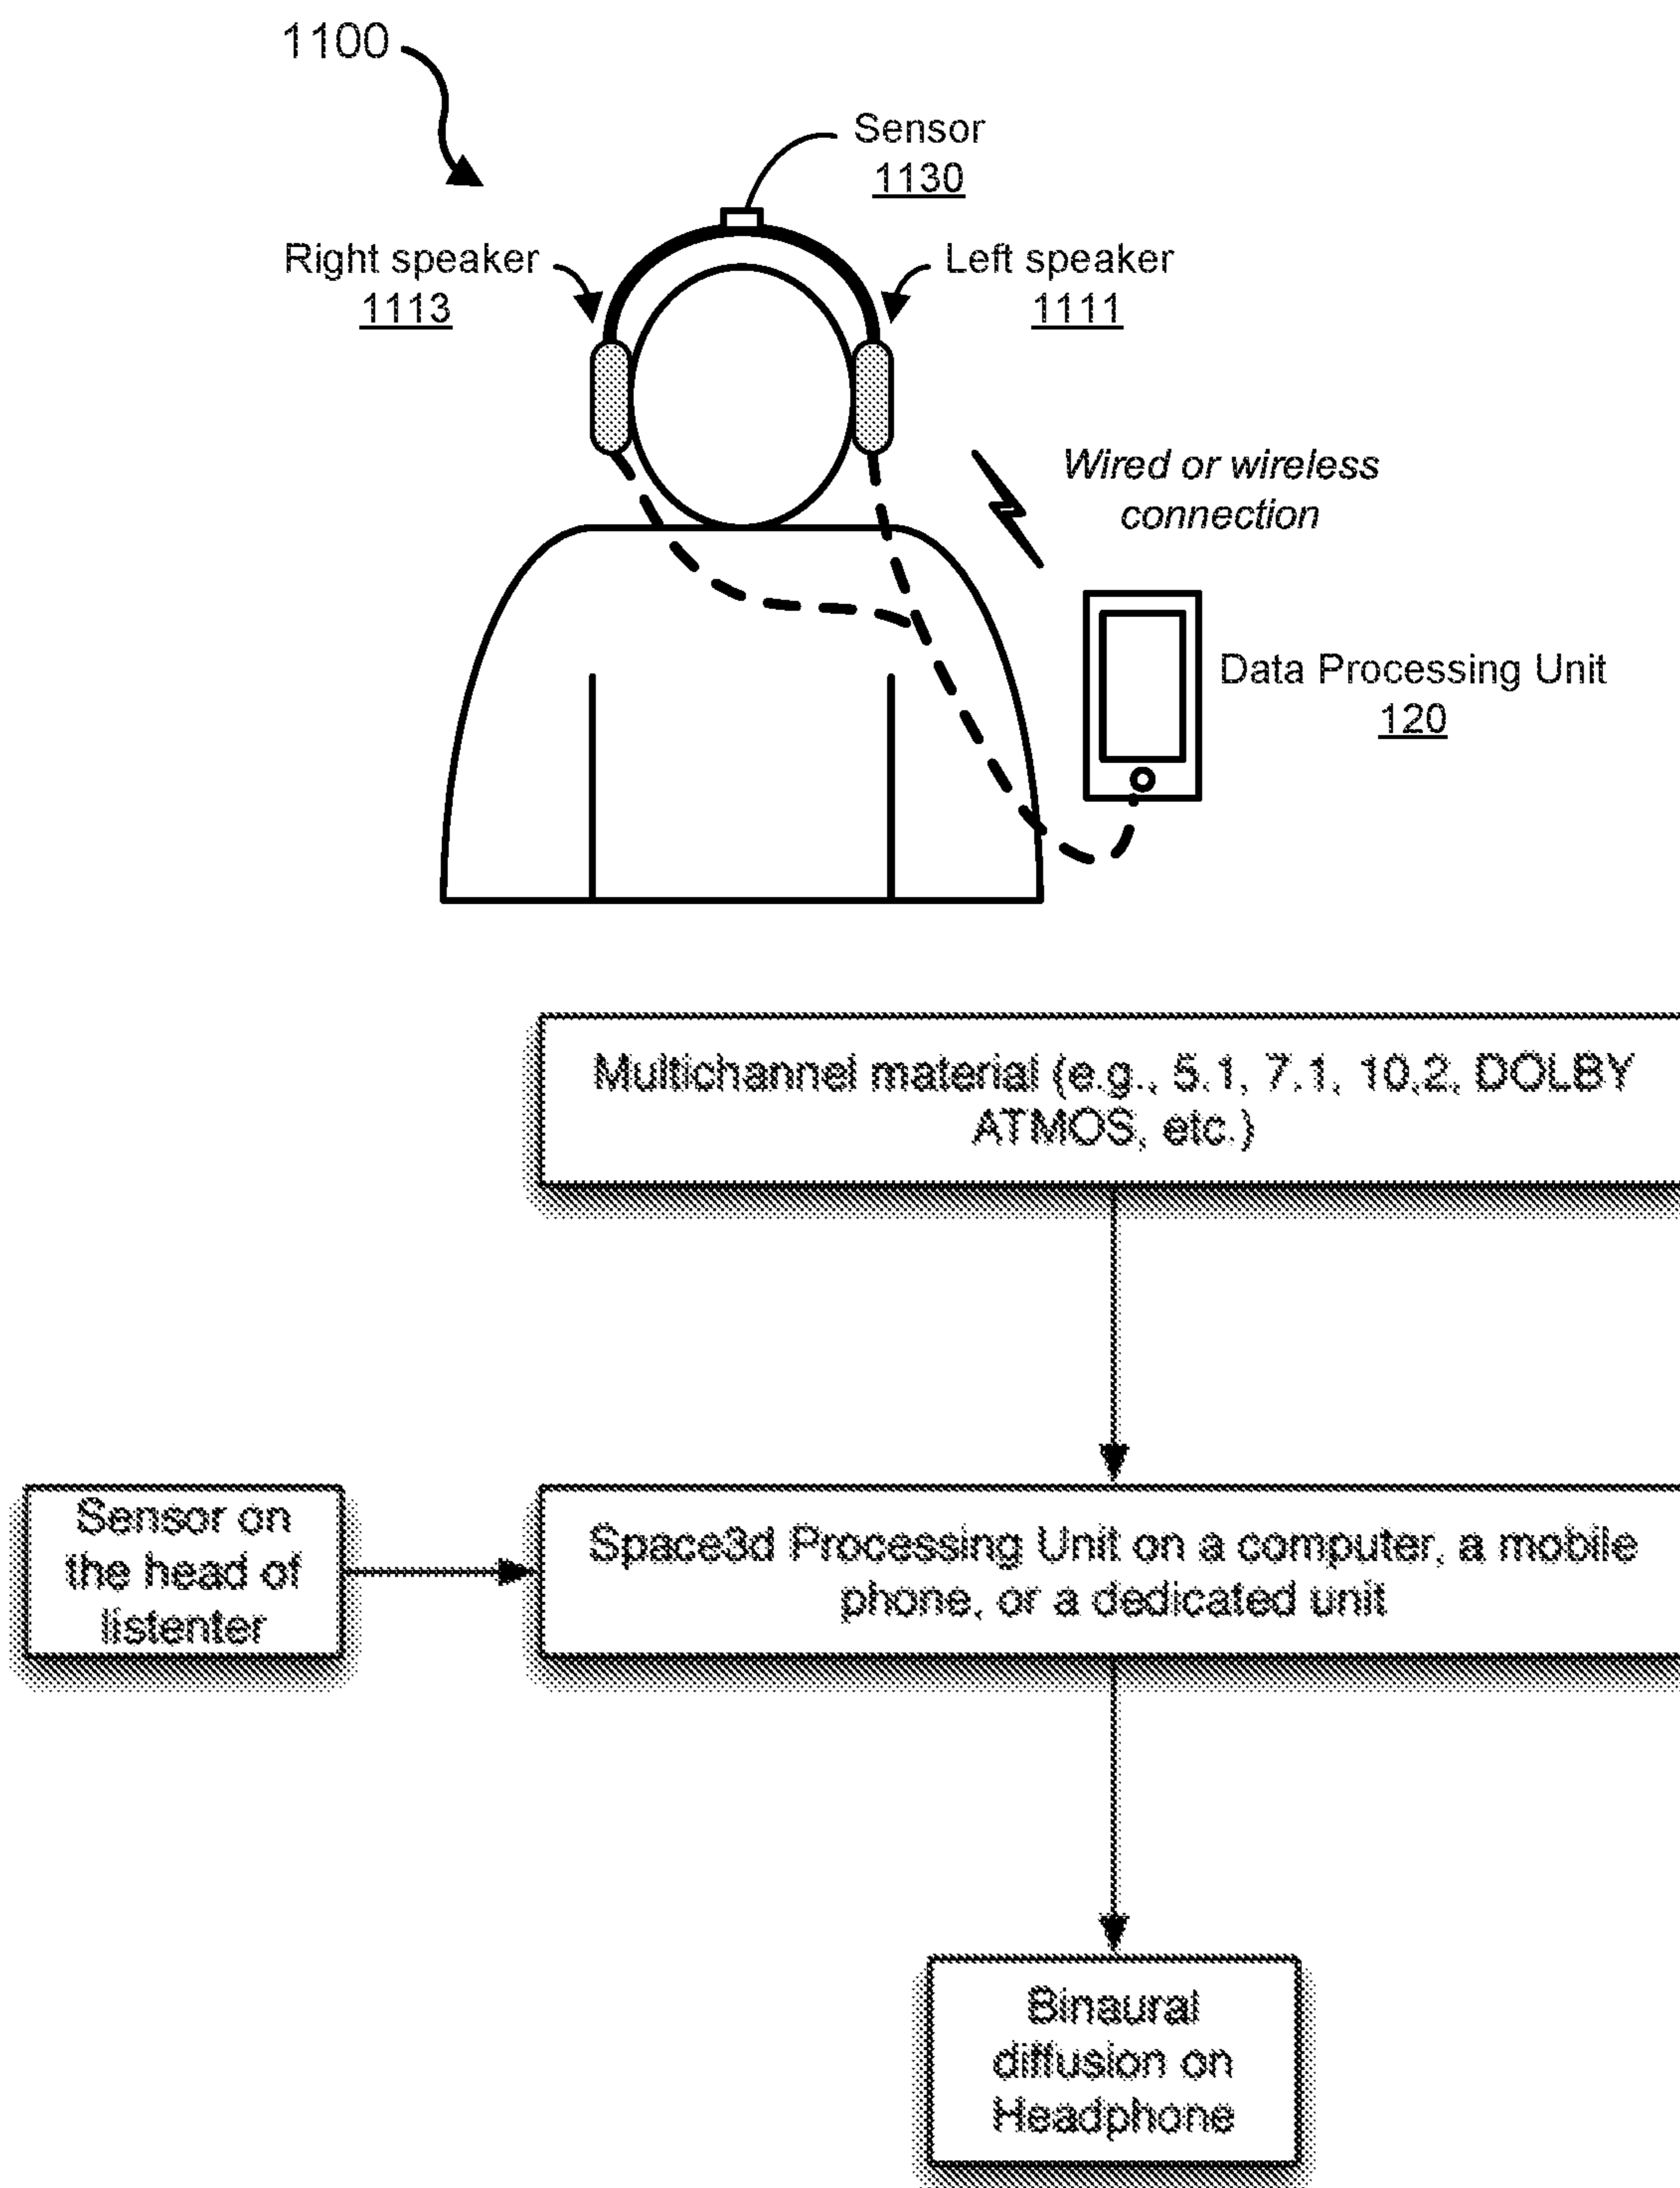 1100
Sensor
1130
Right speaker
1113
Left speaker
1111
Wired or wireless
connection
Data Processing Unit
120
Multichannel material (e.g., 5.1, 7.1, 10.2, DOLBY
ATMOS, etc.)
Sensor on
the head of
listenter
Space3d Processing Unit on a computer, a mobile
phone, or a dedicated unit
Binaural
diffusion on
Headphone